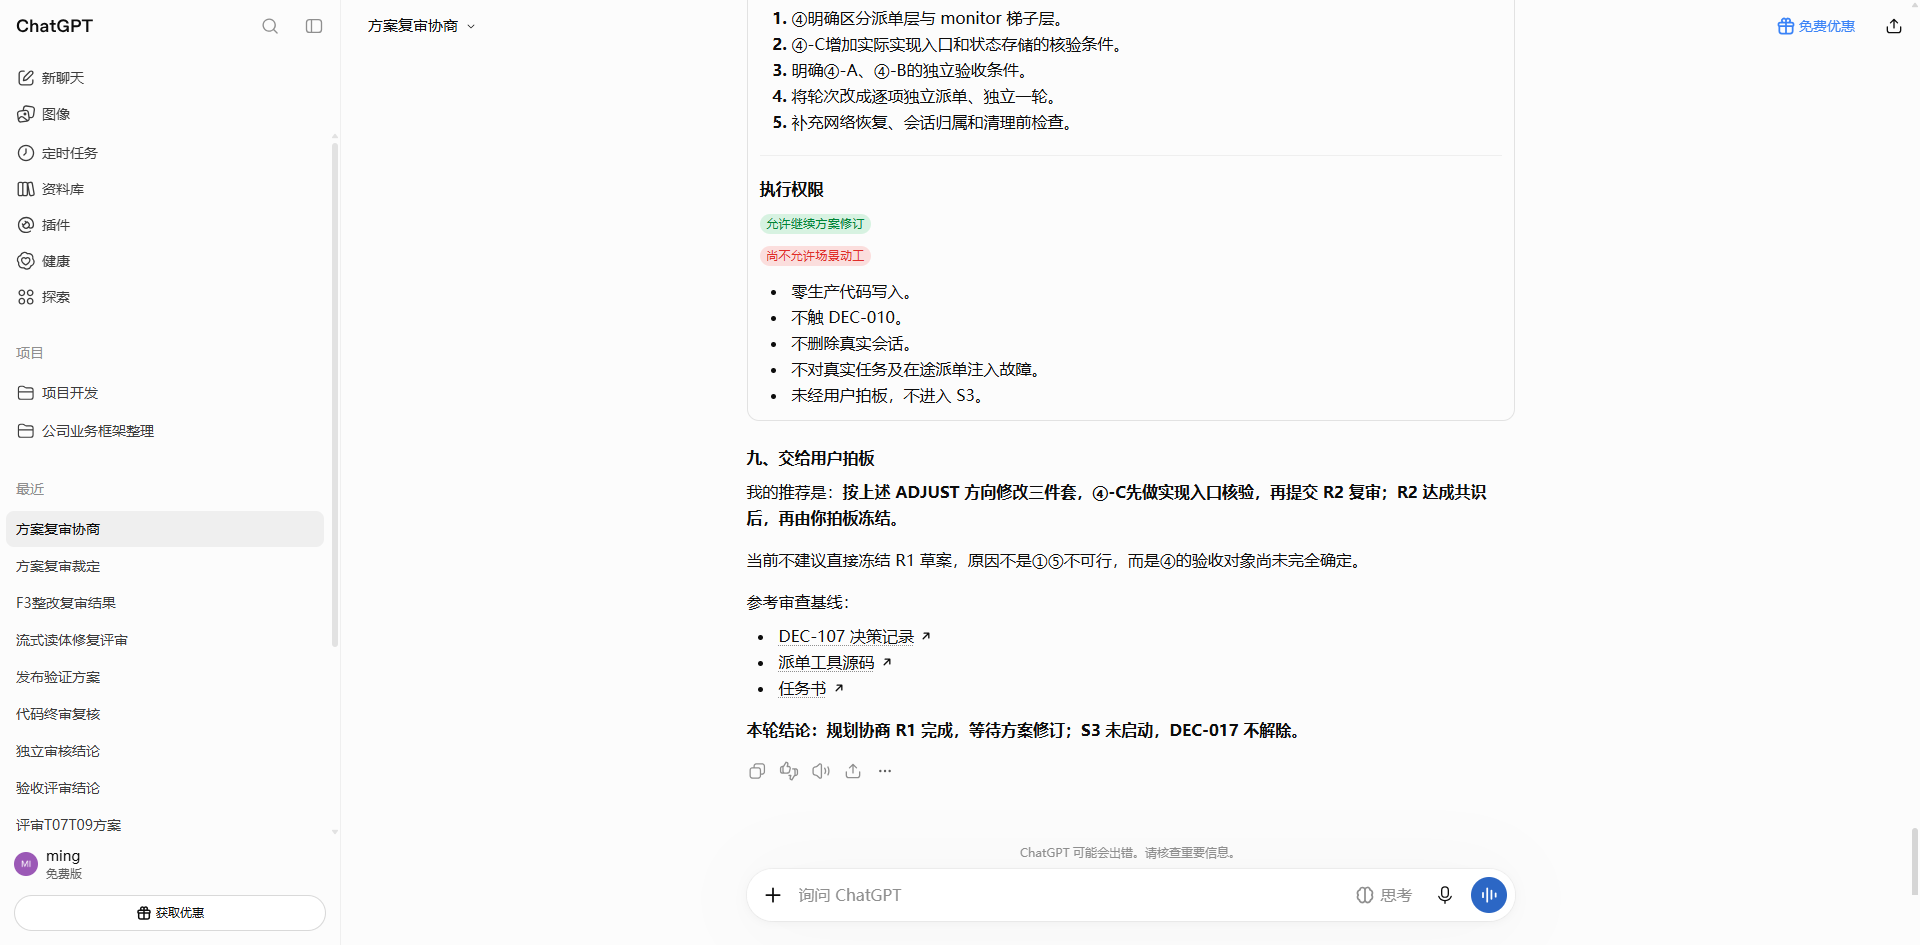 ChatGPT
新聊天
图像
定时任务
资料库
插件
健康
探索
项目
项目开发
公司业务框架整理
最近
方案复审协商
方案复审裁定
F3整改复审结果
流式读体修复评审
发布验证方案
代码终审复核
独立审核结论
验收评审结论
评审T07T09方案
MI
ming
免费版
获取优惠
方案复审协商
免费优惠
1. ④明确区分派单层与 monitor 梯子层。
2. ④-C增加实际实现入口和状态存储的核验条件。
3. 明确④-A、④-B的独立验收条件。
4. 将轮次改成逐项独立派单、独立一轮。
5. 补充网络恢复、会话归属和清理前检查。
执行权限
允许继续方案修订
尚不允许场景动工
• 零生产代码写入。
• 不触 DEC-010。
• 不删除真实会话。
• 不对真实任务及在途派单注入故障。
• 未经用户拍板，不进入 S3。
九、交给用户拍板
我的推荐是：按上述 ADJUST 方向修改三件套，④-C先做实现入口核验，再提交 R2 复审；R2 达成共识
后，再由你拍板冻结。
当前不建议直接冻结 R1 草案，原因不是①⑤不可行，而是④的验收对象尚未完全确定。
参考审查基线：
• DEC-107 决策记录 ↗
• 派单工具源码 ↗
• 任务书 ↗
本轮结论：规划协商 R1 完成，等待方案修订；S3 未启动，DEC-017 不解除。
ChatGPT 可能会出错。请核查重要信息。
询问 ChatGPT
思考